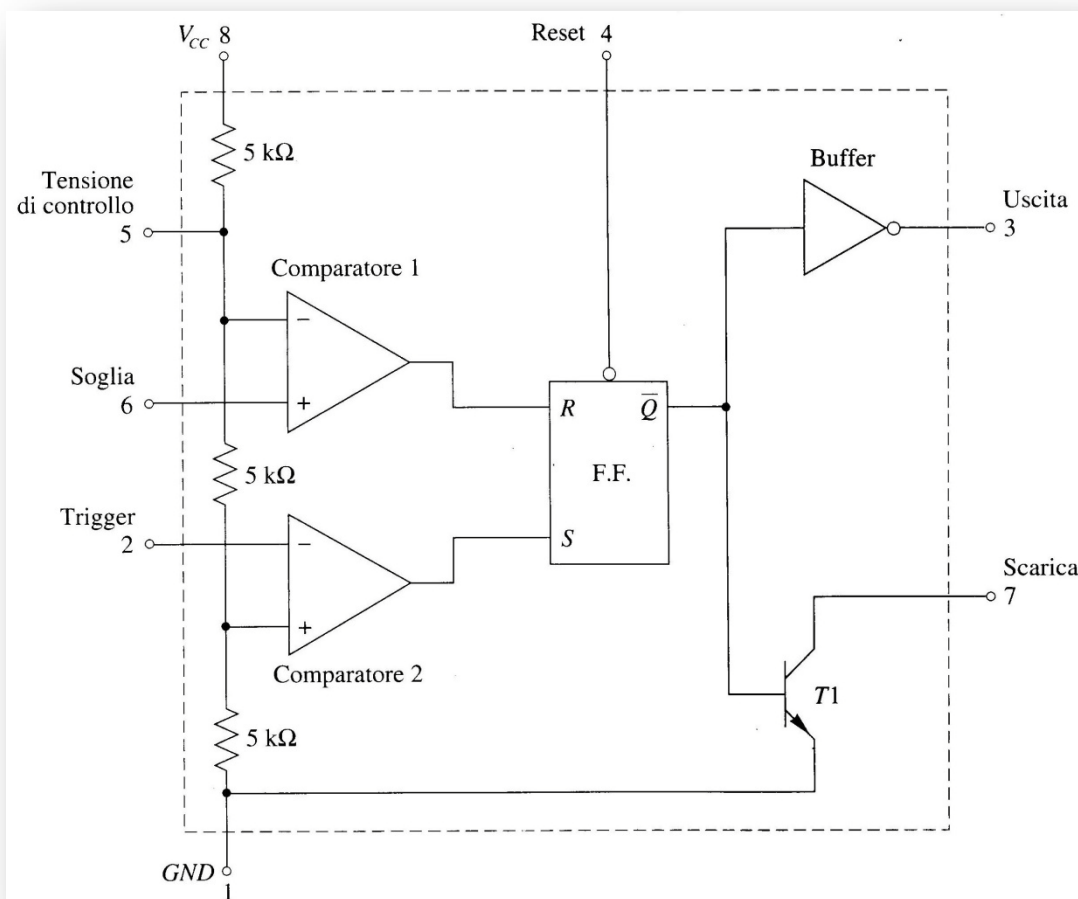 V_CC 8
Reset 4
5 kΩ
Buffer
Tensione
di controllo
5
Uscita
3
Comparatore 1
−
Soglia
6
+
R
Q̅
5 kΩ
F.F.
Trigger
2
−
S
Scarica
7
+
Comparatore 2
T1
5 kΩ
GND
1